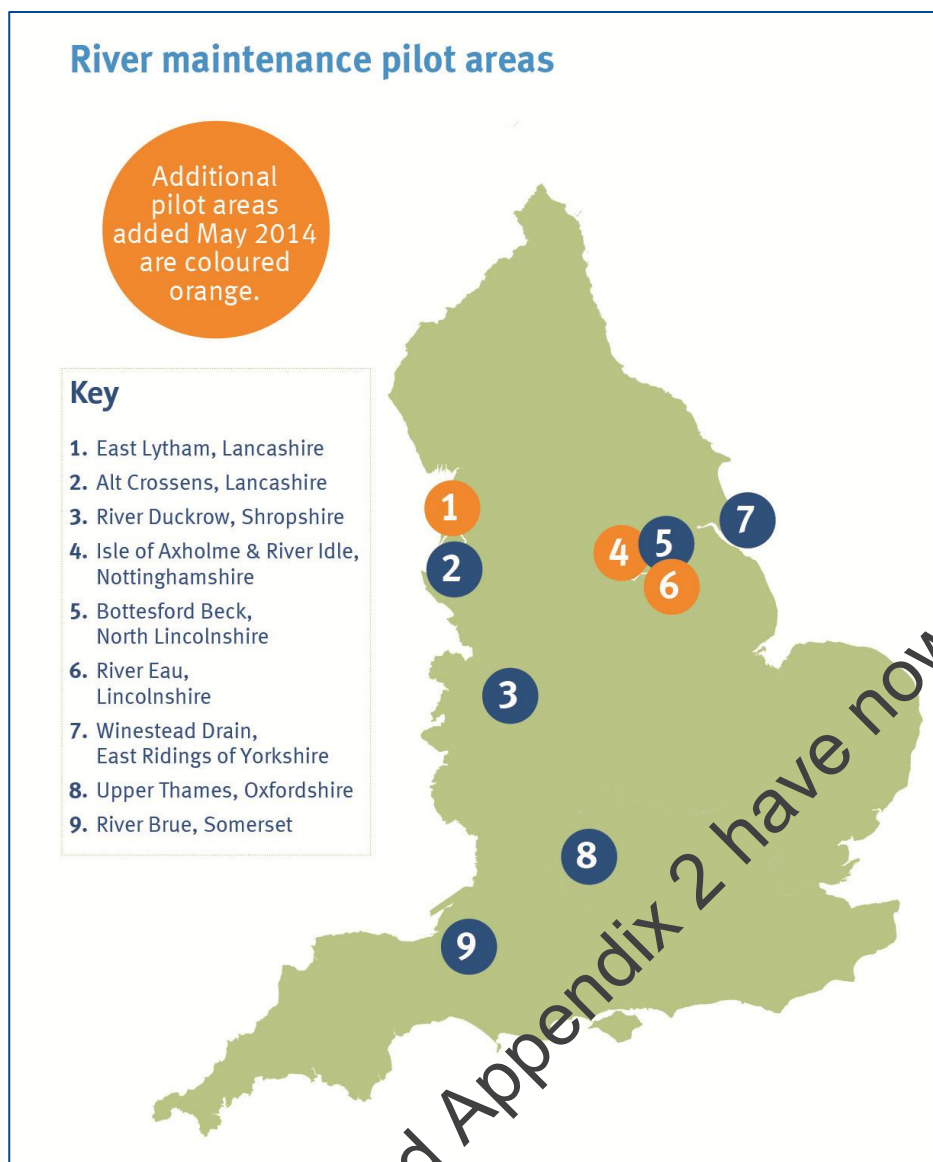 River maintenance pilot areas
Additional
pilot areas
added May 2014
are coloured
orange.
Key
1. East Lytham, Lancashire
2. Alt Crossens, Lancashire
3. River Duckrow, Shropshire
4. Isle of Axholme & River Idle,
Nottinghamshire
5. Bottesford Beck,
North Lincolnshire
6. River Eau,
Lincolnshire
7. Winestead Drain,
East Ridings of Yorkshire
8. Upper Thames, Oxfordshire
9. River Brue, Somerset
1
2
3
4
5
6
7
8
9
Appendix 2 have now